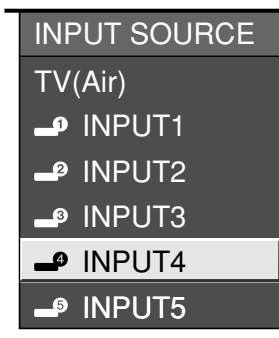 INPUT SOURCE
TV(Air)
1 INPUT1
2 INPUT2
3 INPUT3
4 INPUT4
5 INPUT5